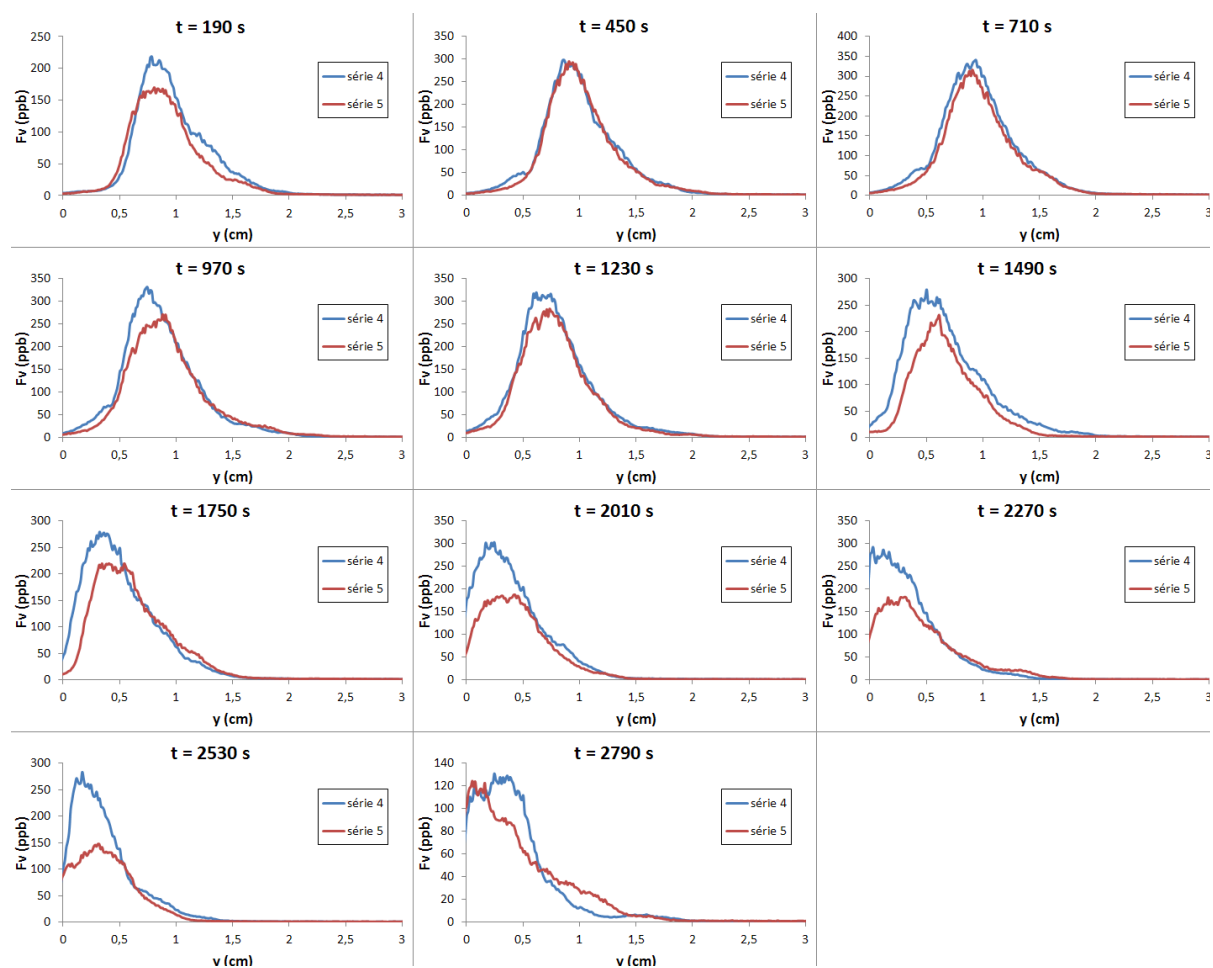 t = 190 s
250
200
150
100
50
0
Fv (ppb)
série 4
série 5
0 0,5 1 1,5 2 2,5 3
y (cm)
t = 450 s
350
300
250
200
150
100
50
0
Fv (ppb)
série 4
série 5
0 0,5 1 1,5 2 2,5 3
y (cm)
t = 710 s
400
350
300
250
200
150
100
50
0
Fv (ppb)
série 4
série 5
0 0,5 1 1,5 2 2,5 3
y (cm)
t = 970 s
350
300
250
200
150
100
50
0
Fv (ppb)
série 4
série 5
0 0,5 1 1,5 2 2,5 3
y (cm)
t = 1230 s
350
300
250
200
150
100
50
0
Fv (ppb)
série 4
série 5
0 0,5 1 1,5 2 2,5 3
y (cm)
t = 1490 s
300
250
200
150
100
50
0
Fv (ppb)
série 4
série 5
0 0,5 1 1,5 2 2,5 3
y (cm)
t = 1750 s
300
250
200
150
100
50
0
Fv (ppb)
série 4
série 5
0 0,5 1 1,5 2 2,5 3
y (cm)
t = 2010 s
350
300
250
200
150
100
50
0
Fv (ppb)
série 4
série 5
0 0,5 1 1,5 2 2,5 3
y (cm)
t = 2270 s
350
300
250
200
150
100
50
0
Fv (ppb)
série 4
série 5
0 0,5 1 1,5 2 2,5 3
y (cm)
t = 2530 s
300
250
200
150
100
50
0
Fv (ppb)
série 4
série 5
0 0,5 1 1,5 2 2,5 3
y (cm)
t = 2790 s
140
120
100
80
60
40
20
0
Fv (ppb)
série 4
série 5
0 0,5 1 1,5 2 2,5 3
y (cm)